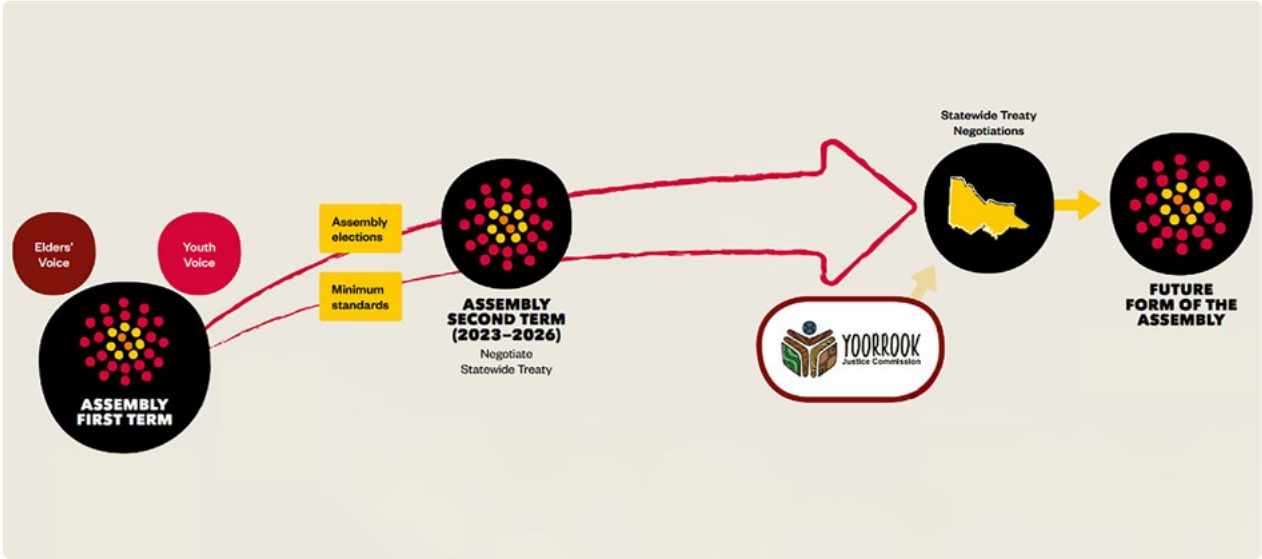 Elders'
Voice
Youth
Voice
ASSEMBLY
FIRST TERM
Assembly
elections
Minimum
standards
ASSEMBLY
SECOND TERM
(2023–2026)
Negotiate
Statewide Treaty
YOORROOK
Justice Commission
Statewide Treaty
Negotiations
FUTURE
FORM OF THE
ASSEMBLY